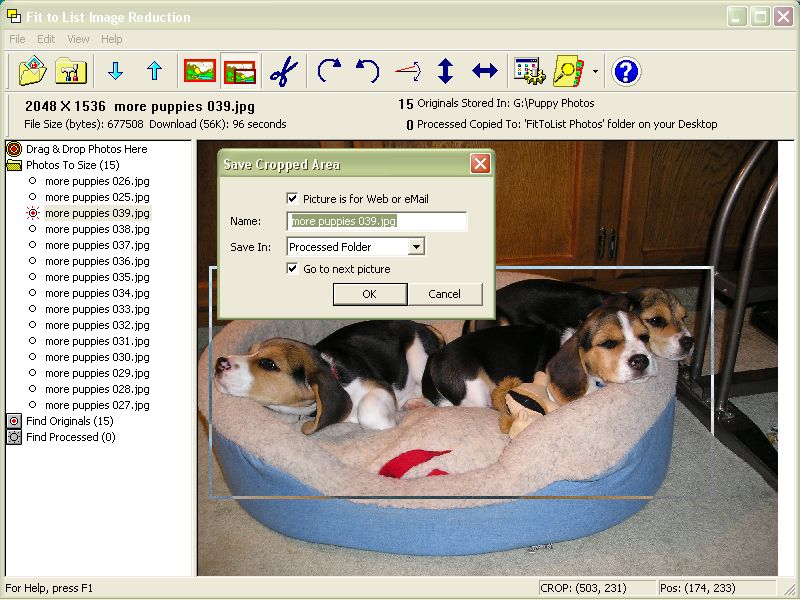 Fit to List Image Reduction
File Edit View Help
2048 X 1536 more puppies 039.jpg
File Size (bytes): 677508 Download (56K): 96 seconds
15 Originals Stored In: G:\Puppy Photos
0 Processed Copied To: 'FitToList Photos' folder on your Desktop
Drag & Drop Photos Here
Photos To Size (15)
more puppies 026.jpg
more puppies 025.jpg
more puppies 039.jpg
more puppies 038.jpg
more puppies 037.jpg
more puppies 036.jpg
more puppies 035.jpg
more puppies 034.jpg
more puppies 033.jpg
more puppies 032.jpg
more puppies 031.jpg
more puppies 030.jpg
more puppies 029.jpg
more puppies 028.jpg
more puppies 027.jpg
Find Originals (15)
Find Processed (0)
Save Cropped Area
Picture is for Web or eMail
Name: more puppies 039.jpg
Save In: Processed Folder
Go to next picture
OK Cancel
For Help, press F1
CROP: (503, 231) Pos: (174, 233)